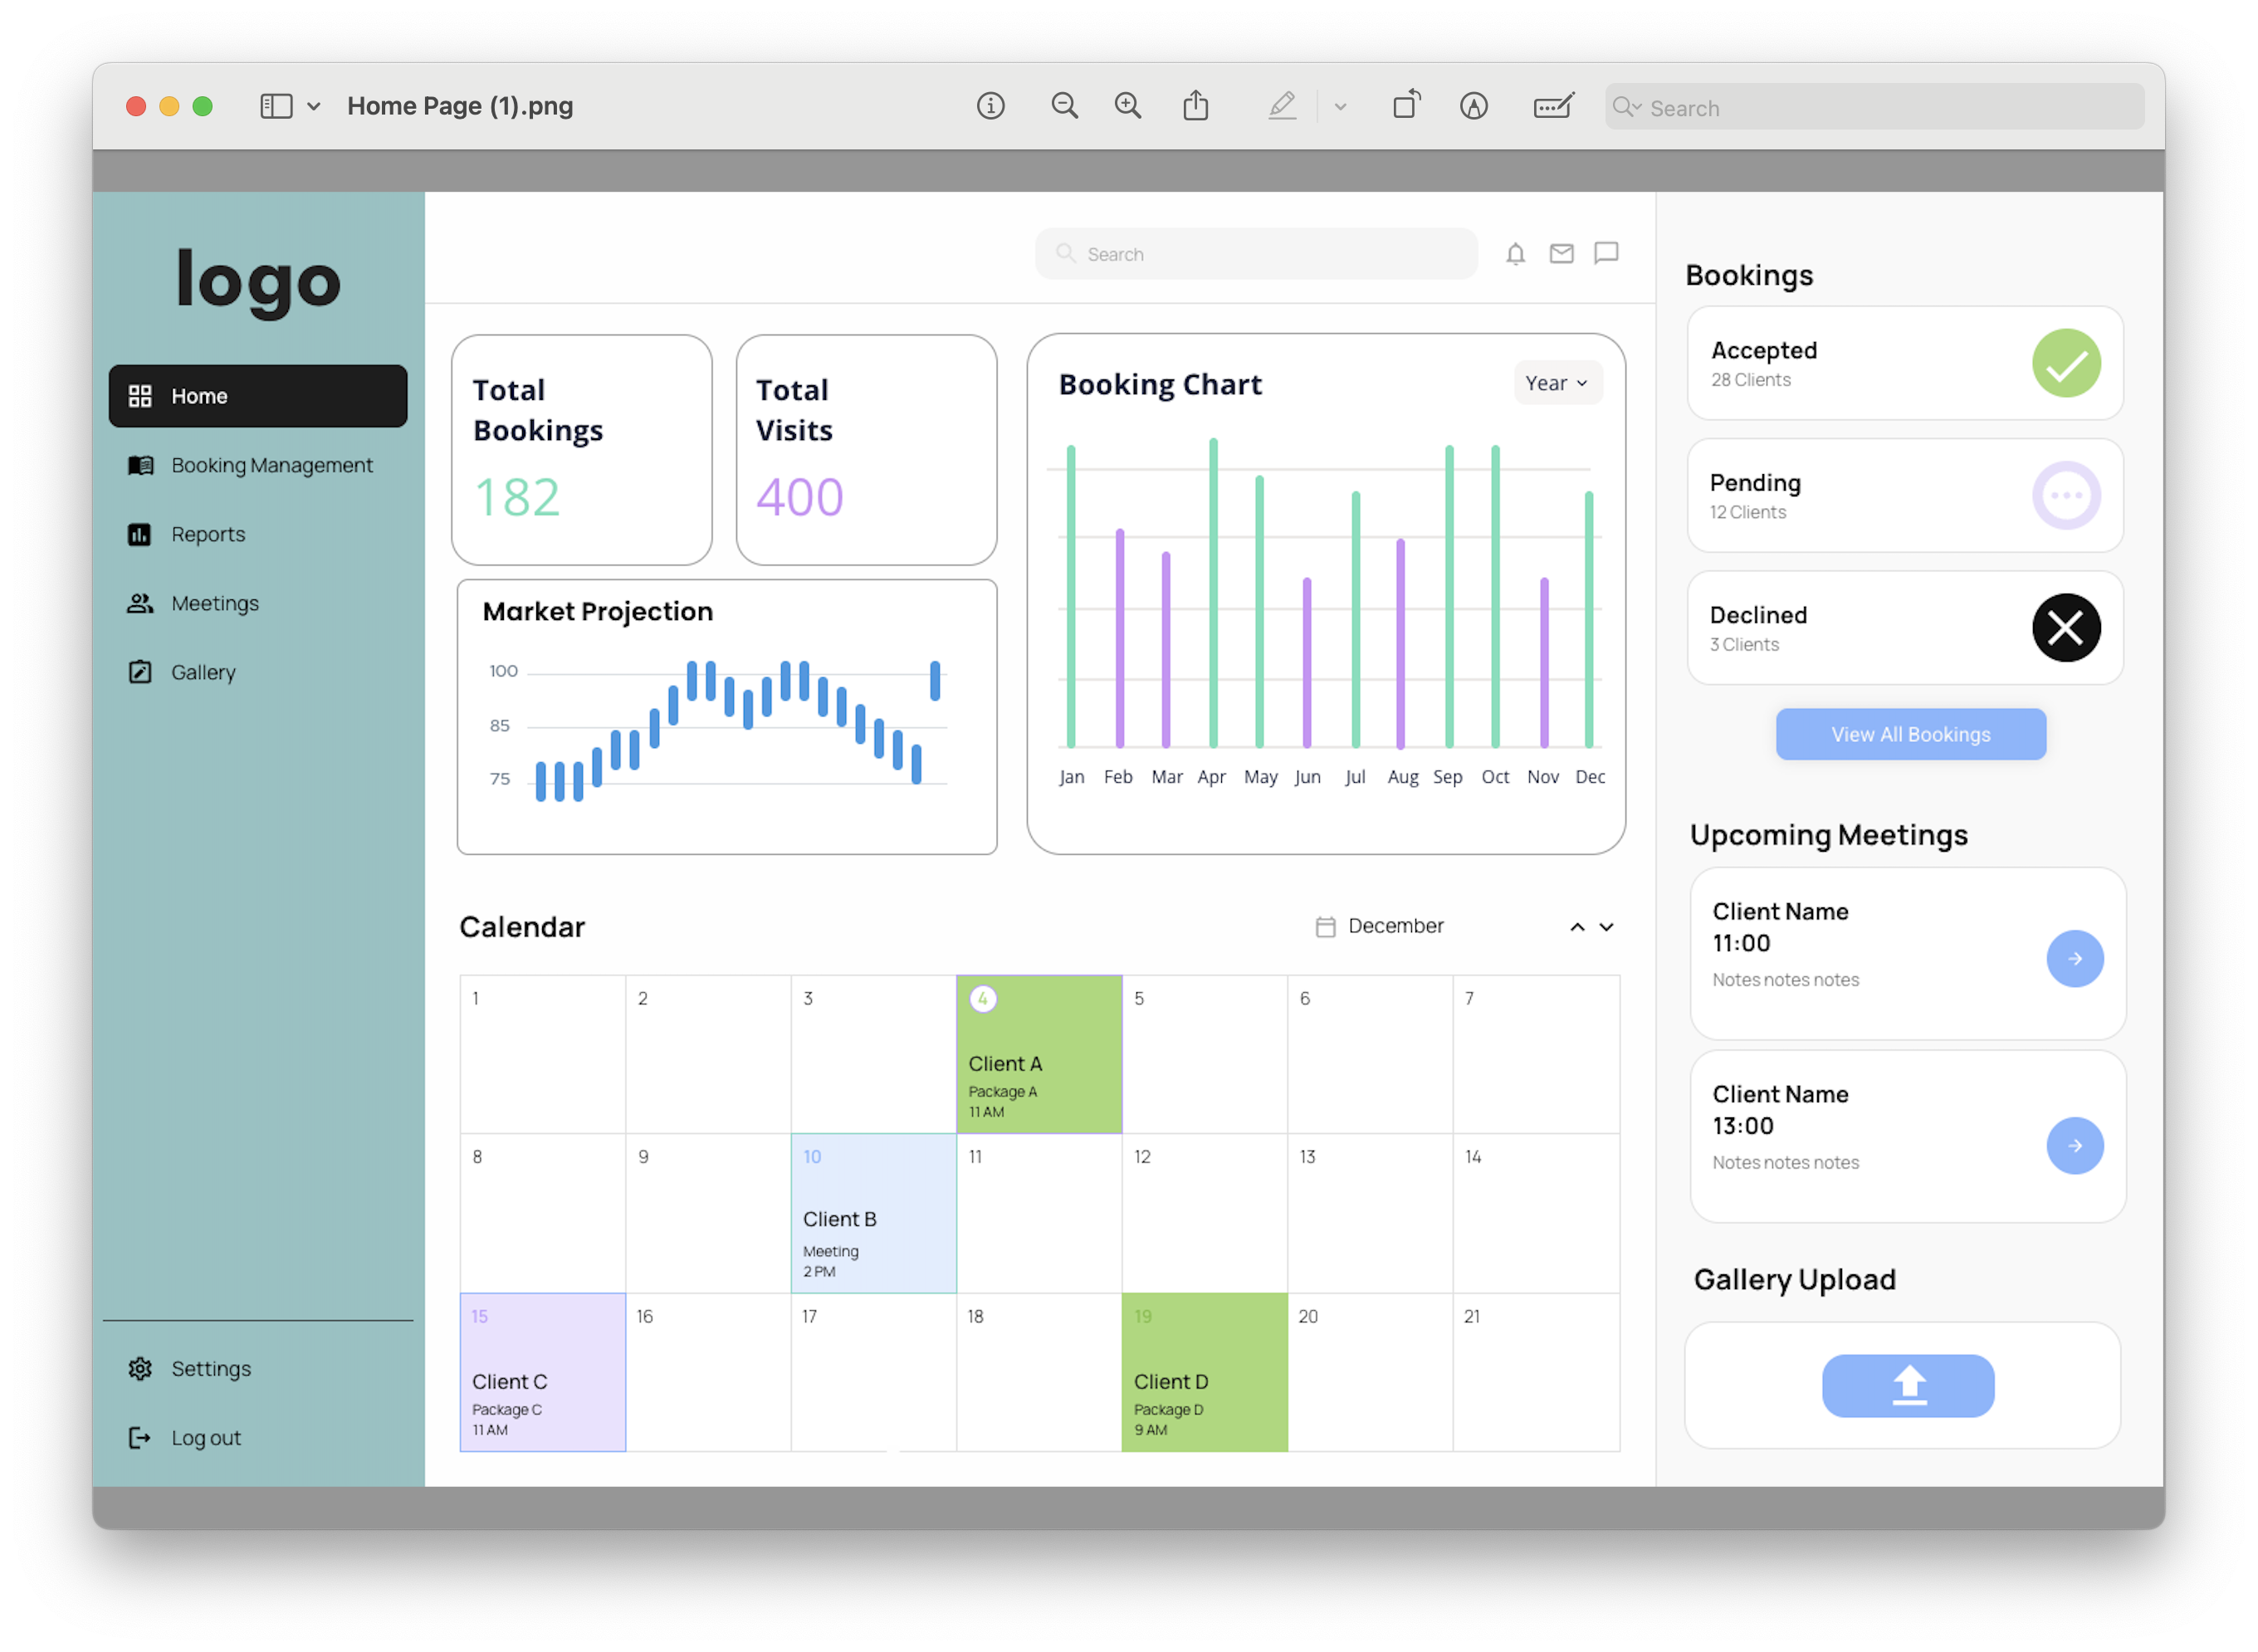 Home Page (1).png
Search
logo
Home
Booking Management
Reports
Meetings
Gallery
Settings
Log out
Search
Total
Bookings
182
Total
Visits
400
Market Projection
100
85
75
Booking Chart
Year
Jan Feb Mar Apr May Jun Jul Aug Sep Oct Nov Dec
Calendar
December
1 2 3 4 5 6 7
Client A
Package A
11 AM
8 9 10 11 12 13 14
Client B
Meeting
2 PM
15 16 17 18 19 20 21
Client C
Package C
11 AM
Client D
Package D
9 AM
Bookings
Accepted
28 Clients
Pending
12 Clients
Declined
3 Clients
View All Bookings
Upcoming Meetings
Client Name
11:00
Notes notes notes
Client Name
13:00
Notes notes notes
Gallery Upload